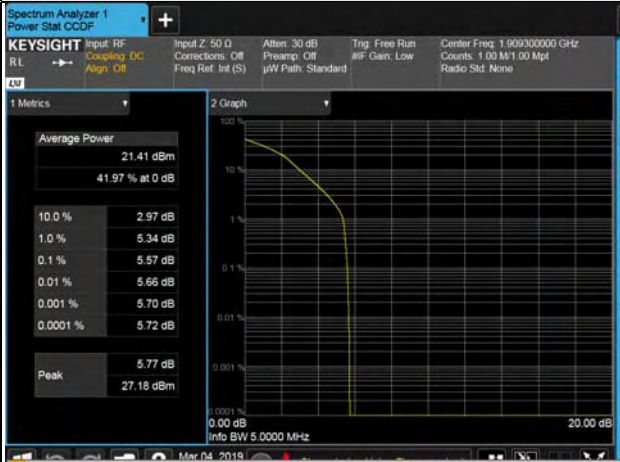 Spectrum Analyzer 1
Power Stat CCDF
KEYSIGHT
Input: RF
Coupling: DC
Align: Off
Input Z: 50 Ω
Corrections: Off
Freq Ref: Int (S)
Atten: 30 dB
Preamp: Off
µW Path: Standard
Trig: Free Run
#IF Gain: Low
Center Freq: 1.909300000 GHz
Counts: 1.00 M/1.00 Mpt
Radio Std: None
RL
LXI
1 Metrics
2 Graph
Average Power
21.41 dBm
41.97 % at 0 dB
10.0 % 2.97 dB
1.0 % 5.34 dB
0.1 % 5.57 dB
0.01 % 5.66 dB
0.001 % 5.70 dB
0.0001 % 5.72 dB
Peak
5.77 dB
27.18 dBm
100 %
10 %
1 %
0.1 %
0.01 %
0.001 %
0.0001 %
0.00 dB 20.00 dB
Info BW 5.0000 MHz
Mar 04, 2019